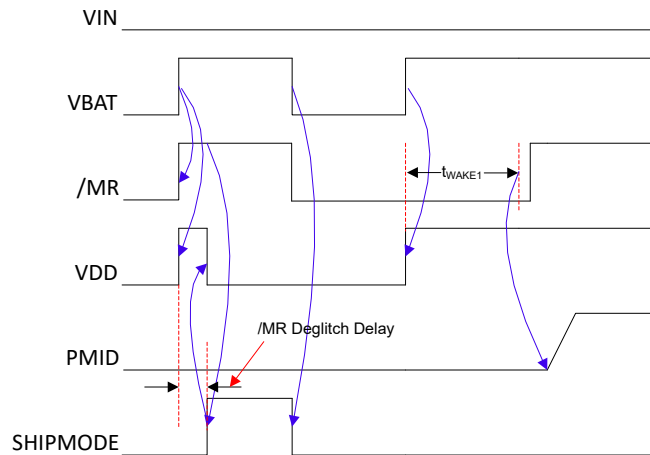 VIN
VBAT
/MR
tWAKE1
VDD
/MR Deglitch Delay
PMID
SHIPMODE